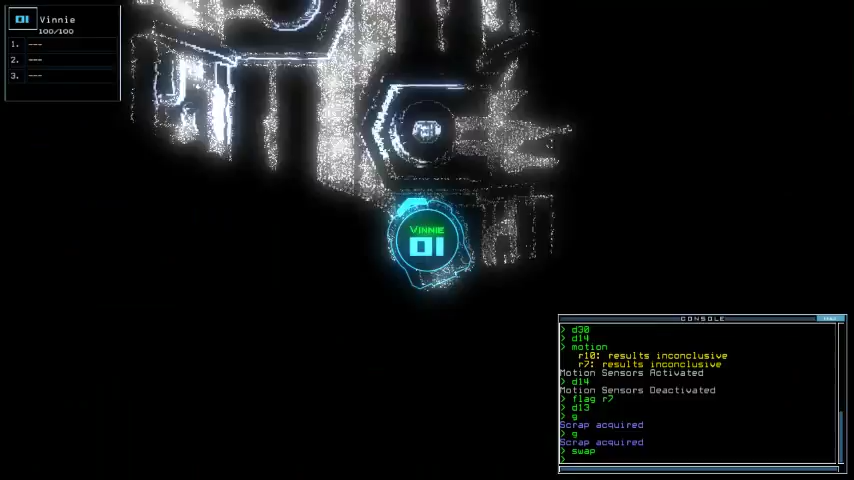 01 Vinnie
100/100
1. ---
2. ---
3. ---
VINNIE
01
CONSOLE
> d30
> d14
> motion
r10: results inconclusive
r7: results inconclusive
Motion Sensors Activated
> d14
Motion Sensors Deactivated
> flag r7
> d13
> g
Scrap acquired
> g
Scrap acquired
> swap
>